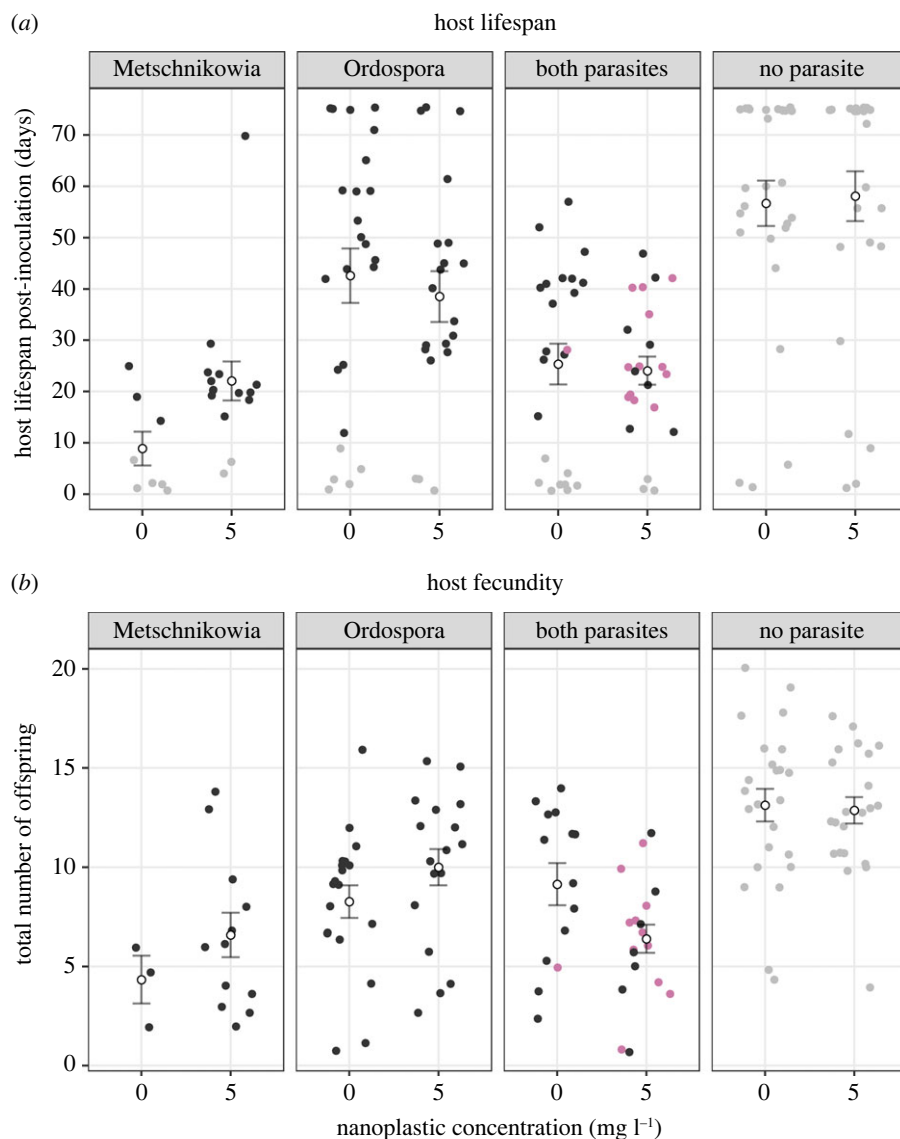 (a) host lifespan
Metschnikowia Ordospora both parasites no parasite
host lifespan post-inoculation (days)
70
60
50
40
30
20
10
0
0 5 0 5 0 5 0 5
(b) host fecundity
Metschnikowia Ordospora both parasites no parasite
total number of offspring
20
15
10
5
0
0 5 0 5 0 5 0 5
nanoplastic concentration (mg l⁻¹)